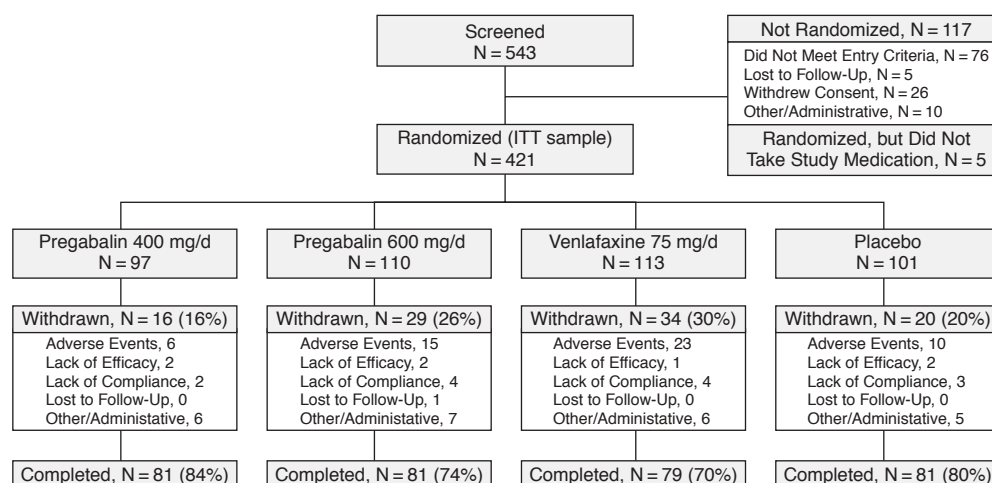 Screened
N = 543
Not Randomized, N = 117
Did Not Meet Entry Criteria, N = 76
Lost to Follow-Up, N = 5
Withdrew Consent, N = 26
Other/Administrative, N = 10
Randomized, but Did Not
Take Study Medication, N = 5
Randomized (ITT sample)
N = 421
Pregabalin 400 mg/d
N = 97
Withdrawn, N = 16 (16%)
Adverse Events, 6
Lack of Efficacy, 2
Lack of Compliance, 2
Lost to Follow-Up, 0
Other/Administative, 6
Completed, N = 81 (84%)
Pregabalin 600 mg/d
N = 110
Withdrawn, N = 29 (26%)
Adverse Events, 15
Lack of Efficacy, 2
Lack of Compliance, 4
Lost to Follow-Up, 1
Other/Administative, 7
Completed, N = 81 (74%)
Venlafaxine 75 mg/d
N = 113
Withdrawn, N = 34 (30%)
Adverse Events, 23
Lack of Efficacy, 1
Lack of Compliance, 4
Lost to Follow-Up, 0
Other/Administative, 6
Completed, N = 79 (70%)
Placebo
N = 101
Withdrawn, N = 20 (20%)
Adverse Events, 10
Lack of Efficacy, 2
Lack of Compliance, 3
Lost to Follow-Up, 0
Other/Administative, 5
Completed, N = 81 (80%)